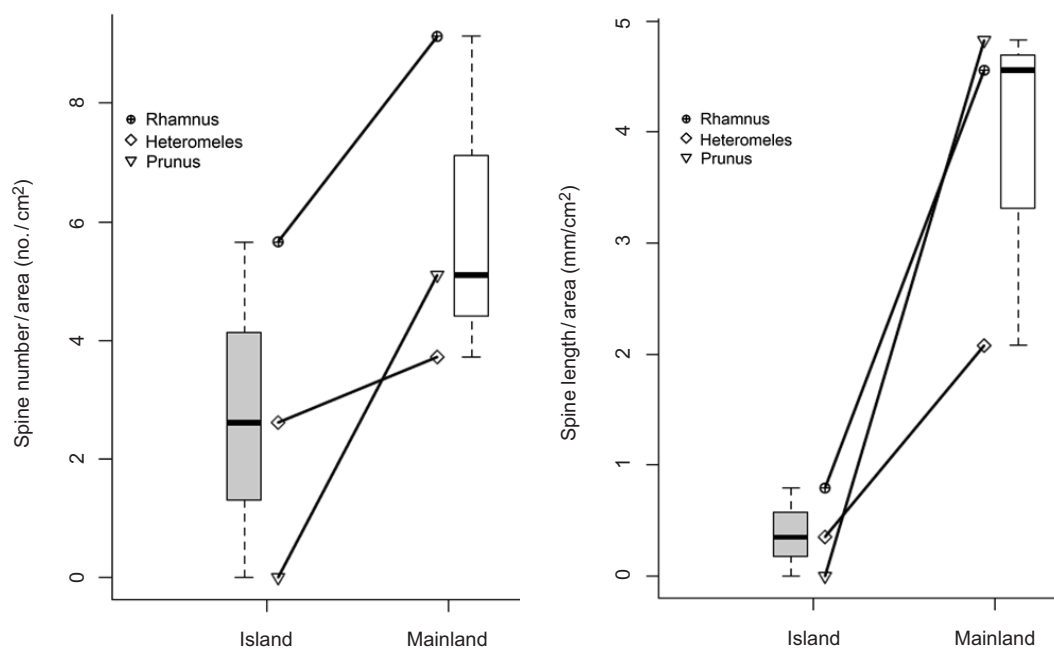 Spine number/area (no./cm²)
8
6
4
2
0
Rhamnus
Heteromeles
Prunus
Island
Mainland
Spine length/area (mm/cm²)
5
4
3
2
1
0
Rhamnus
Heteromeles
Prunus
Island
Mainland